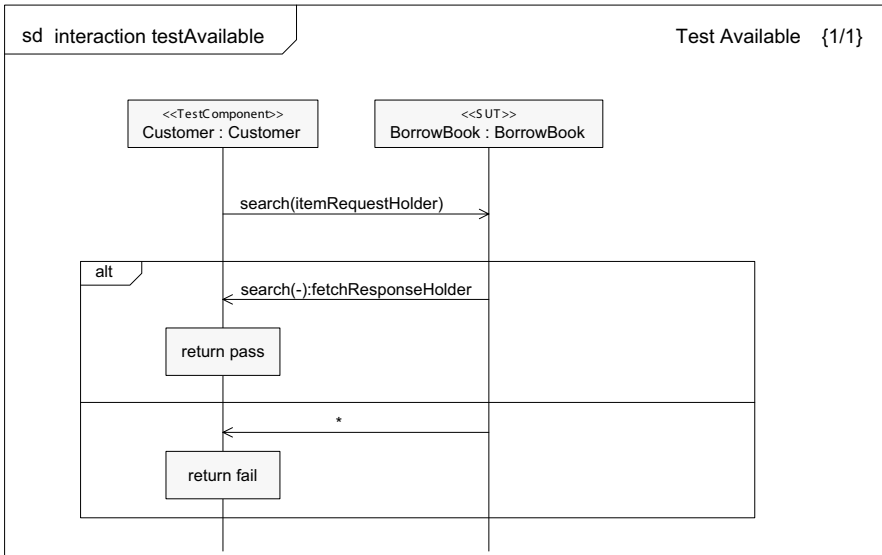 sd interaction testAvailable
Test Available {1/1}
<<TestComponent>>
Customer : Customer
<<SUT>>
BorrowBook : BorrowBook
search(itemRequestHolder)
alt
search(-):fetchResponseHolder
return pass
*
return fail